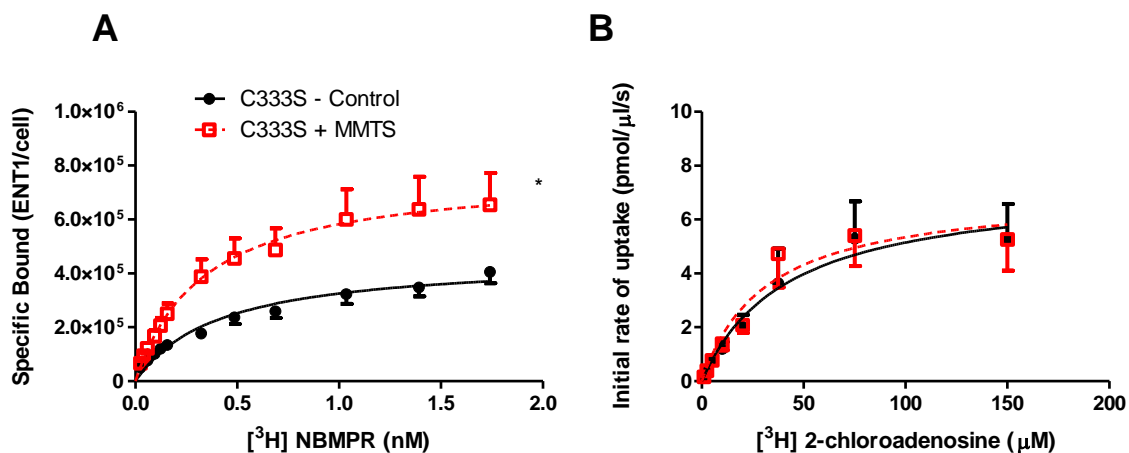 A
B
C333S - Control
C333S + MMTS
Specific Bound (ENT1/cell)
1.0×10⁶
8.0×10⁵
6.0×10⁵
4.0×10⁵
2.0×10⁵
0
*
0.0 0.5 1.0 1.5 2.0
[³H] NBMPR (nM)
Initial rate of uptake (pmol/μl/s)
10
8
6
4
2
0
0 50 100 150 200
[³H] 2-chloroadenosine (μM)